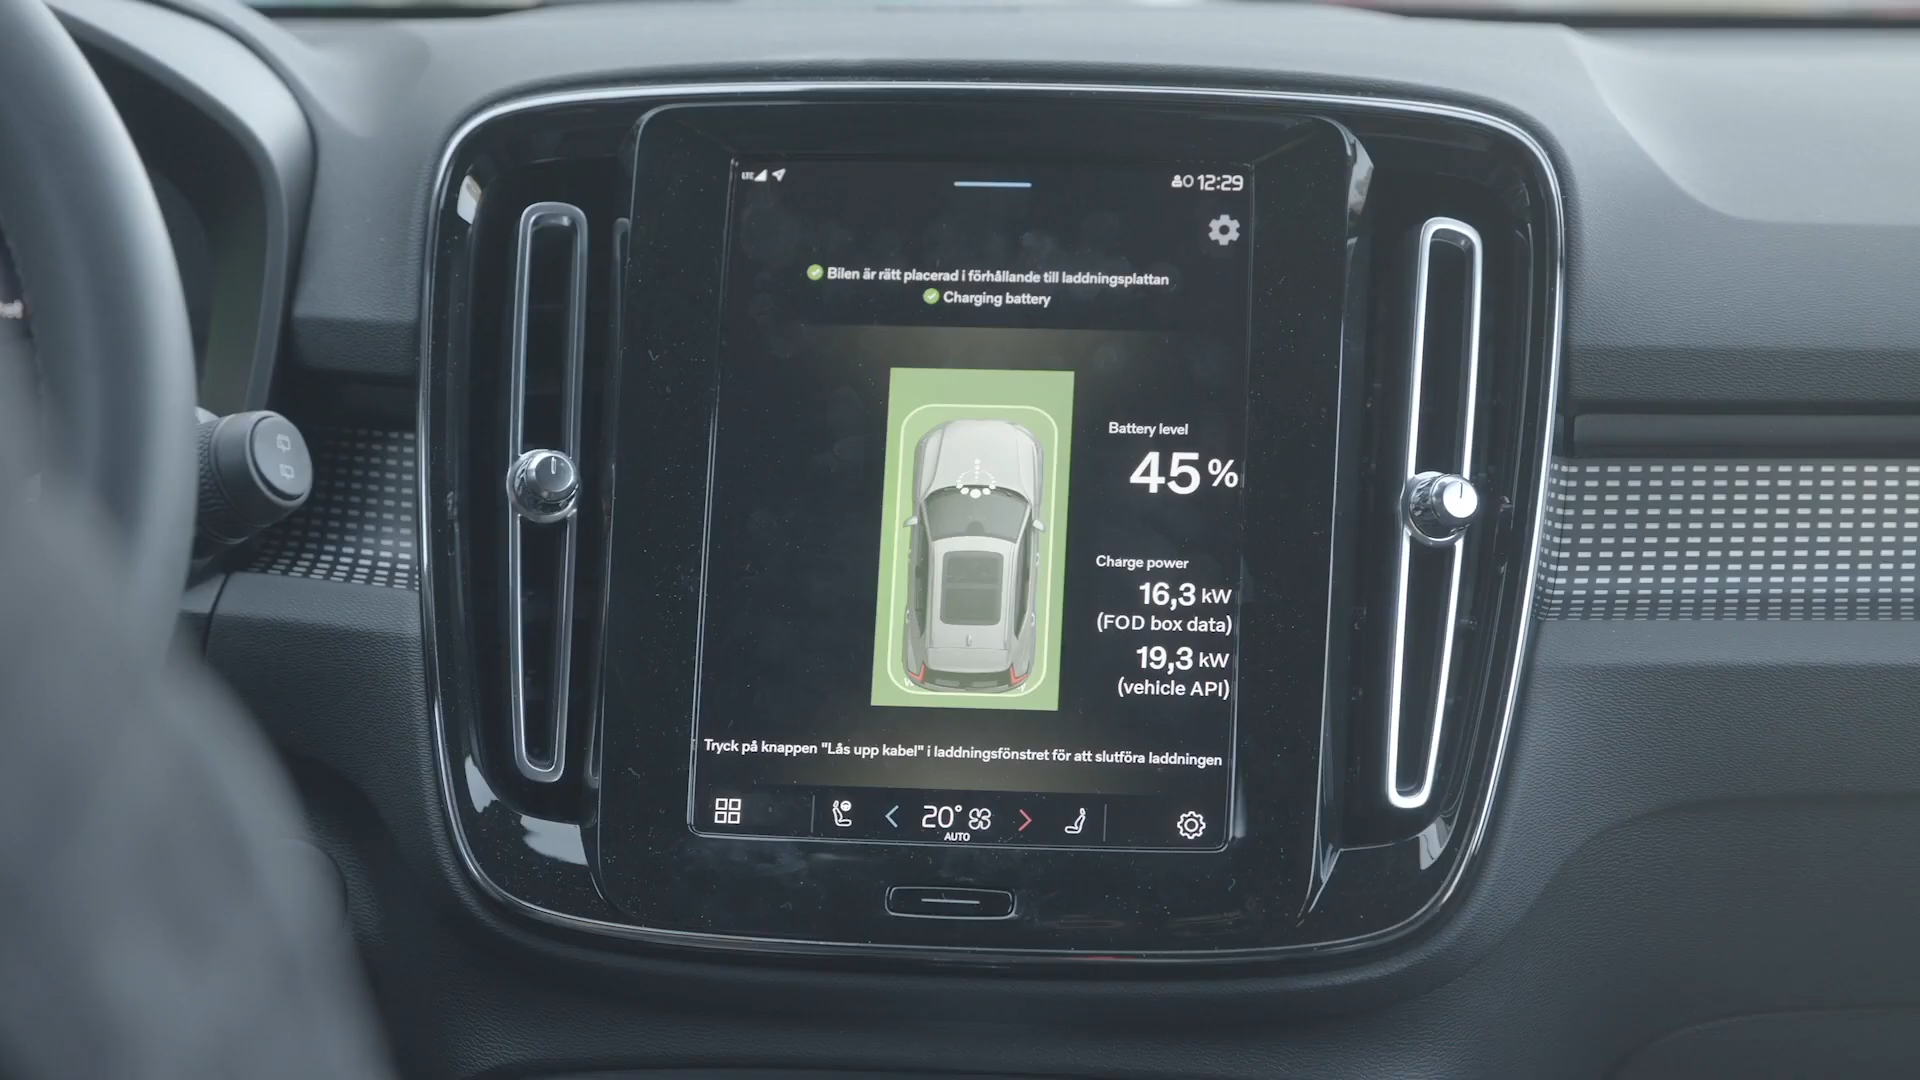 LTE
0 12:29
Bilen är rätt placerad i förhållande till laddningsplattan
Charging battery
Battery level
45 %
Charge power
16,3 kW
(FOD box data)
19,3 kW
(vehicle API)
Tryck på knappen "Lås upp kabel" i laddningsfönstret för att slutföra laddningen
20°
AUTO